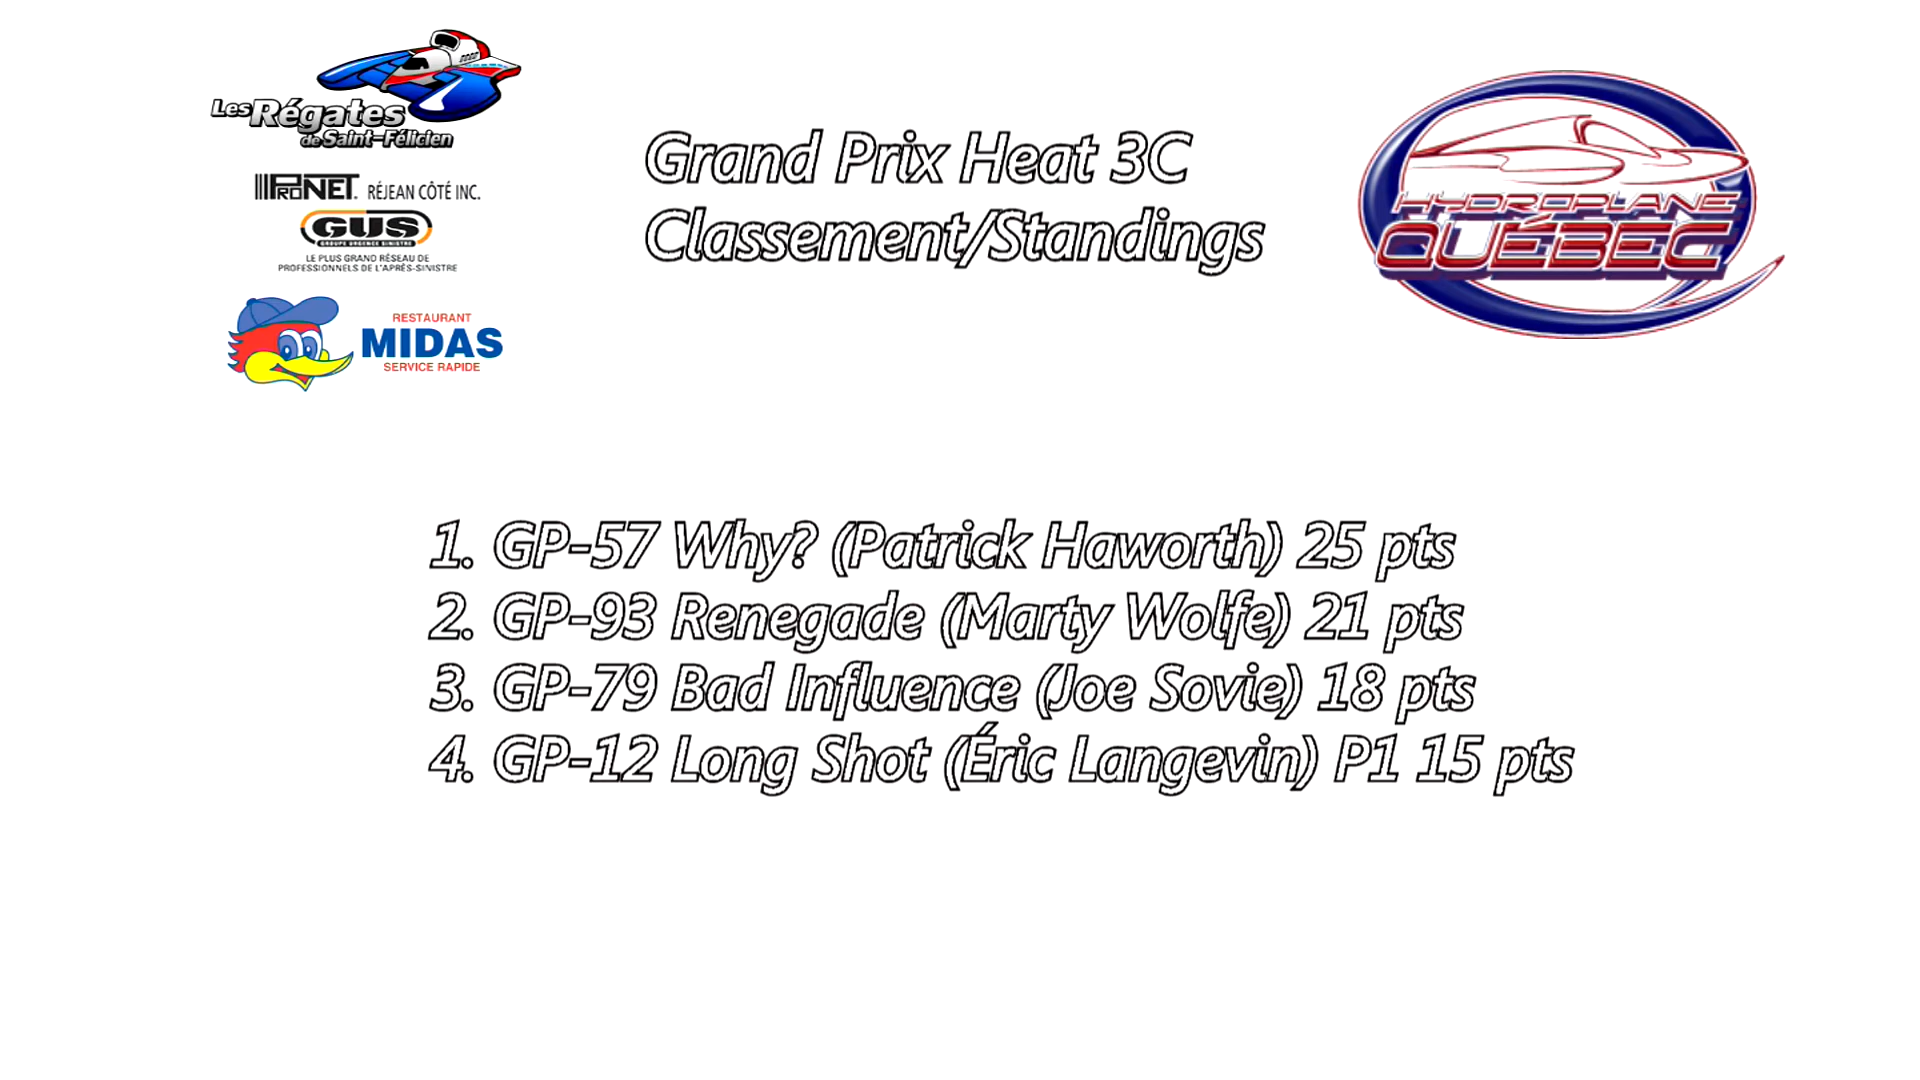 Les Régates
de Saint-Félicien
PRONET. RÉJEAN CÔTÉ INC.
GUS
GROUPE URGENCE SINISTRE
LE PLUS GRAND RÉSEAU DE
PROFESSIONNELS DE L'APRÈS-SINISTRE
RESTAURANT
MIDAS
SERVICE RAPIDE
Grand Prix Heat 3C
Classement/Standings
HYDROPLANE
QUÉBEC
1. GP-57 Why? (Patrick Haworth) 25 pts
2. GP-93 Renegade (Marty Wolfe) 21 pts
3. GP-79 Bad Influence (Joe Sovie) 18 pts
4. GP-12 Long Shot (Éric Langevin) P1 15 pts